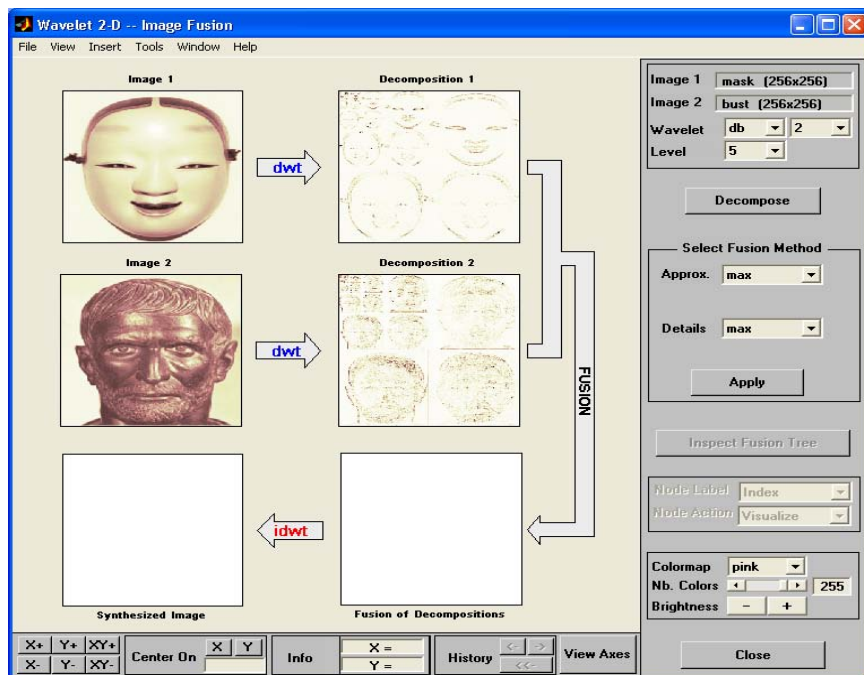 Wavelet 2-D -- Image Fusion
File View Insert Tools Window Help
Image 1
Decomposition 1
dwt
Image 2
Decomposition 2
dwt
FUSION
idwt
Synthesized Image
Fusion of Decompositions
Image 1 mask (256x256)
Image 2 bust (256x256)
Wavelet db 2
Level 5
Decompose
Select Fusion Method
Approx. max
Details max
Apply
Inspect Fusion Tree
Node Label Index
Node Action Visualize
Colormap pink
Nb. Colors 255
Brightness - +
X+ Y+ XY+
X- Y- XY-
Center On X Y
Info X =
Y =
History <- ->
<<-
View Axes
Close